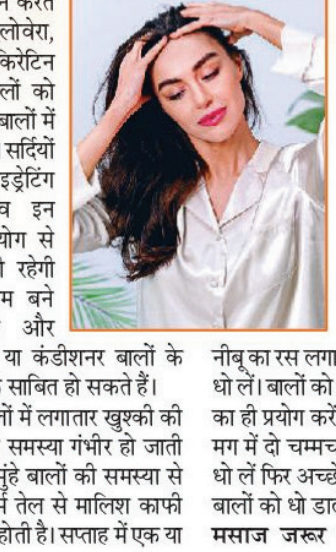 न करते
लोवेरा,
केरेटिन
लों को
बालों में
। सर्दियों
इड्रेटिंग
व इन
योग से
ी रहेगी
म बने
और
या कंडीशनर बालों के
साबित हो सकते हैं।
ों में लगातार खुश्की की
समस्या गंभीर हो जाती
मुंहे बालों की समस्या से
र्म तेल से मालिश काफी
होती है। सप्ताह में एक या
नीबू का रस लगा
धो लें। बालों को
का ही प्रयोग करें
मग में दो चम्मच
धो लें फिर अच्छे
बालों को धो डाल
मसाज जरूर